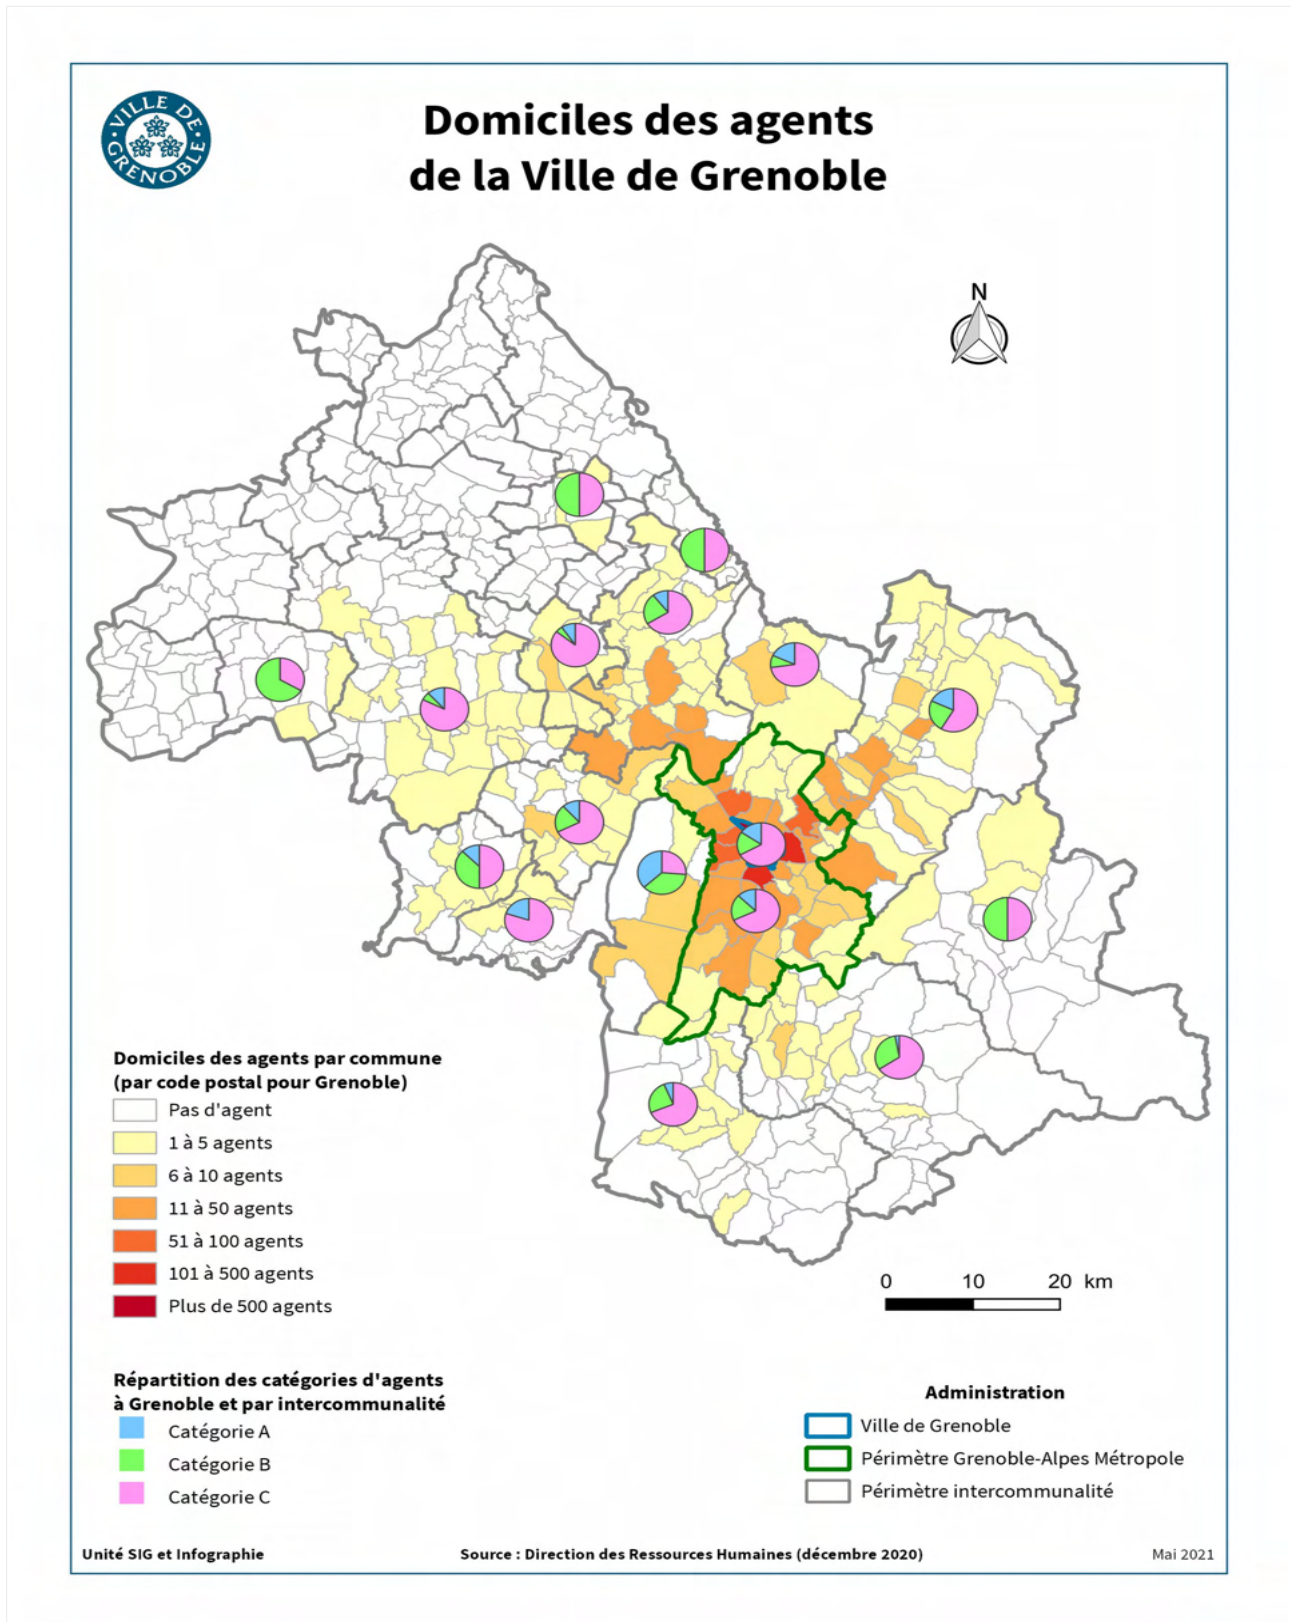 VILLE DE
GRENOBLE
Domiciles des agents
de la Ville de Grenoble
N
Domiciles des agents par commune
(par code postal pour Grenoble)
Pas d'agent
1 à 5 agents
6 à 10 agents
11 à 50 agents
51 à 100 agents
101 à 500 agents
Plus de 500 agents
0 10 20 km
Répartition des catégories d'agents
à Grenoble et par intercommunalité
Catégorie A
Catégorie B
Catégorie C
Administration
Ville de Grenoble
Périmètre Grenoble-Alpes Métropole
Périmètre intercommunalité
Unité SIG et Infographie
Source : Direction des Ressources Humaines (décembre 2020)
Mai 2021